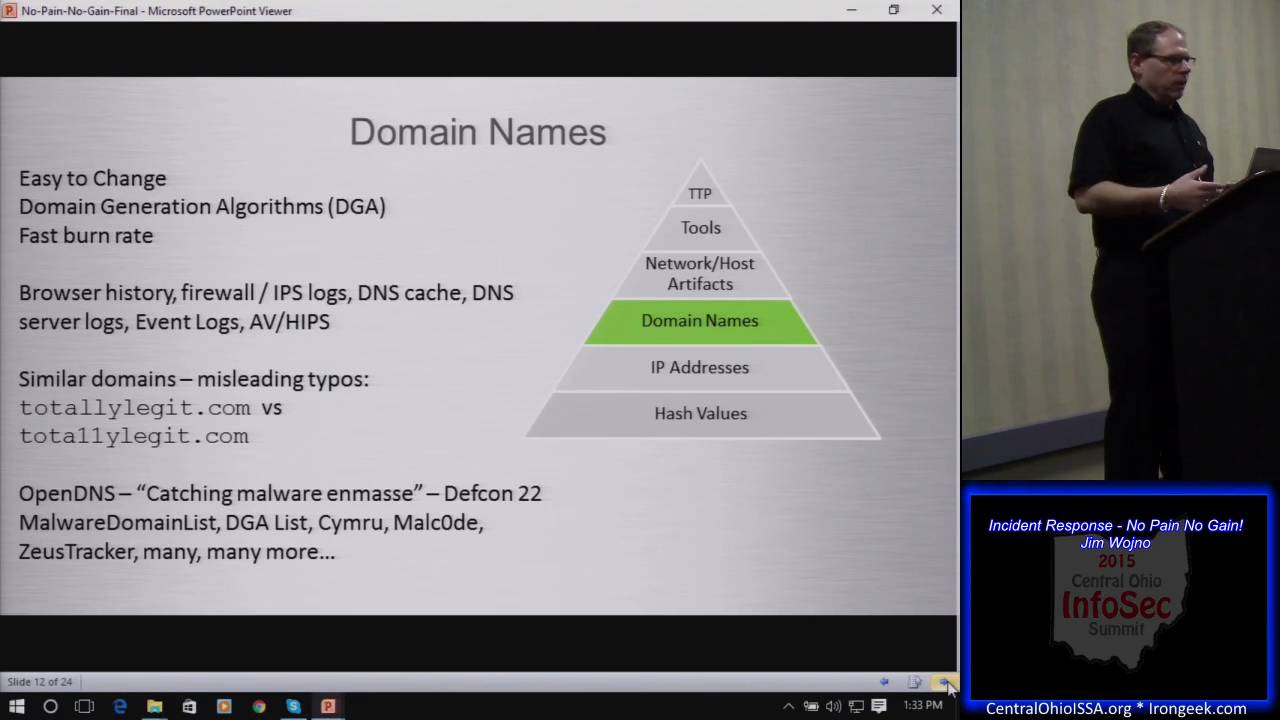 No-Pain-No-Gain-Final - Microsoft PowerPoint Viewer
Domain Names
Easy to Change
Domain Generation Algorithms (DGA)
Fast burn rate
Browser history, firewall / IPS logs, DNS cache, DNS
server logs, Event Logs, AV/HIPS
Similar domains – misleading typos:
totallylegit.com vs
tota11ylegit.com
OpenDNS – “Catching malware enmasse” – Defcon 22
MalwareDomainList, DGA List, Cymru, Malc0de,
ZeusTracker, many, many more…
TTP
Tools
Network/Host
Artifacts
Domain Names
IP Addresses
Hash Values
Slide 12 of 24
1:33 PM
Incident Response - No Pain No Gain!
Jim Wojno
2015
Central Ohio
InfoSec
Summit
CentralOhioISSA.org * Irongeek.com